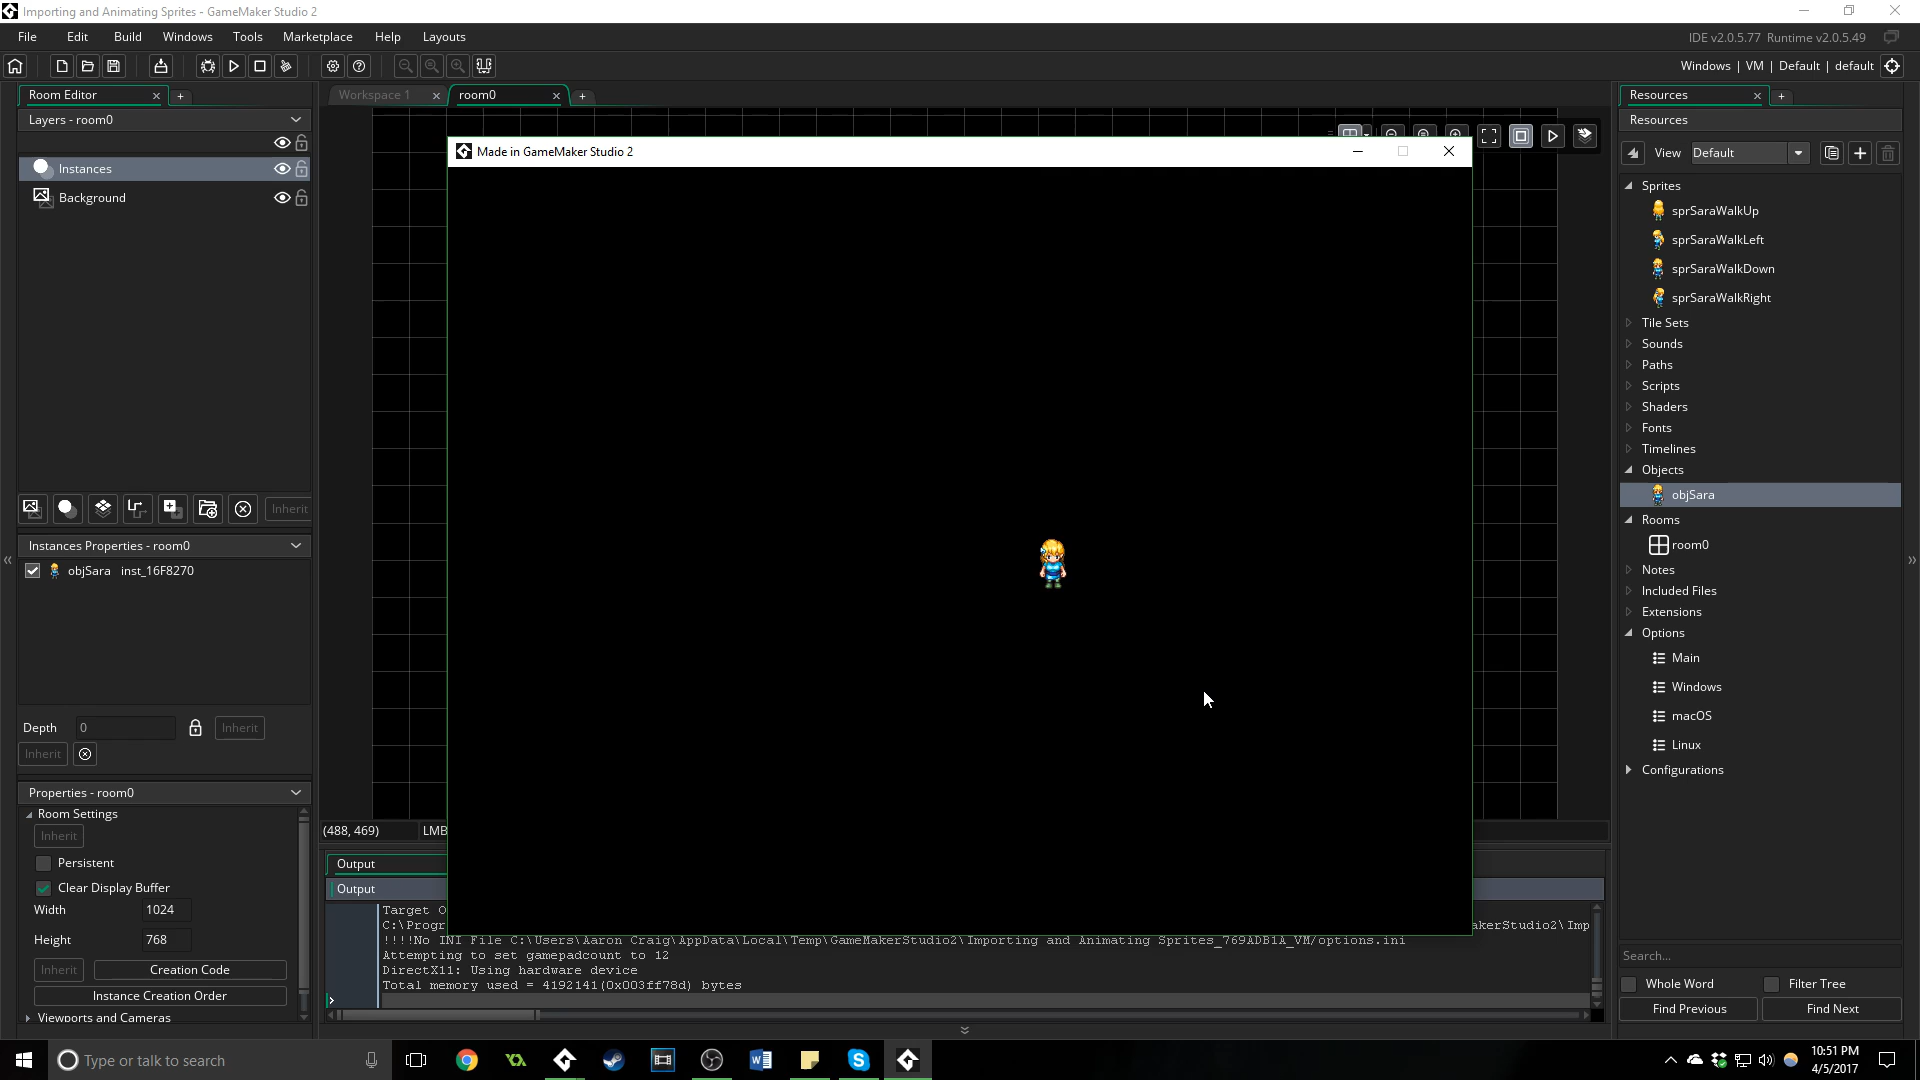 Importing and Animating Sprites - GameMaker Studio 2
File Edit Build Windows Tools Marketplace Help Layouts
IDE v2.0.5.77 Runtime v2.0.5.49
Windows | VM | Default | default
Room Editor
Layers - room0
Instances
Background
Inherit
Instances Properties - room0
objSara inst_16F8270
Depth 0 Inherit
Inherit
Properties - room0
Room Settings
Inherit
Persistent
Clear Display Buffer
Width 1024
Height 768
Inherit Creation Code
Instance Creation Order
Viewports and Cameras
Workspace 1 room0
Made in GameMaker Studio 2
(488, 469) LMB
Output
Output
Target O
C:\Progr akerStudio2\Imp
!!!!No INI File C:\Users\Aaron Craig\AppData\Local\Temp\GameMakerStudio2\Importing and Animating Sprites_769ADB1A_VM/options.ini
Attempting to set gamepadcount to 12
DirectX11: Using hardware device
Total memory used = 4192141(0x003ff78d) bytes
Resources
Resources
View Default
Sprites
sprSaraWalkUp
sprSaraWalkLeft
sprSaraWalkDown
sprSaraWalkRight
Tile Sets
Sounds
Paths
Scripts
Shaders
Fonts
Timelines
Objects
objSara
Rooms
room0
Notes
Included Files
Extensions
Options
Main
Windows
macOS
Linux
Configurations
Search...
Whole Word Filter Tree
Find Previous Find Next
Type or talk to search
10:51 PM
4/5/2017